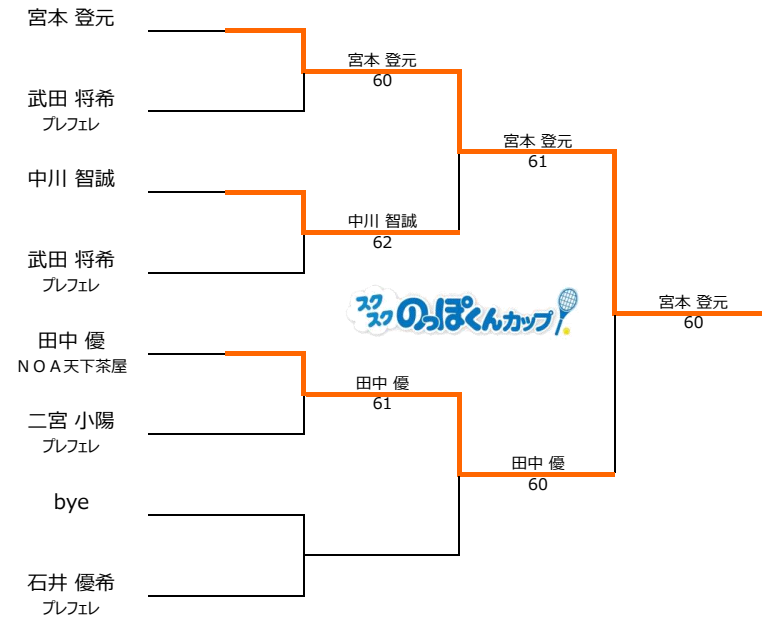 宮本 登元
宮本 登元
60
武田 将希
プレフェレ
宮本 登元
61
中川 智誠
中川 智誠
62
武田 将希
プレフェレ
スクスクのっぽくんカップ
宮本 登元
60
田中 優
ＮＯＡ天下茶屋
田中 優
61
二宮 小陽
プレフェレ
田中 優
60
bye
石井 優希
プレフェレ